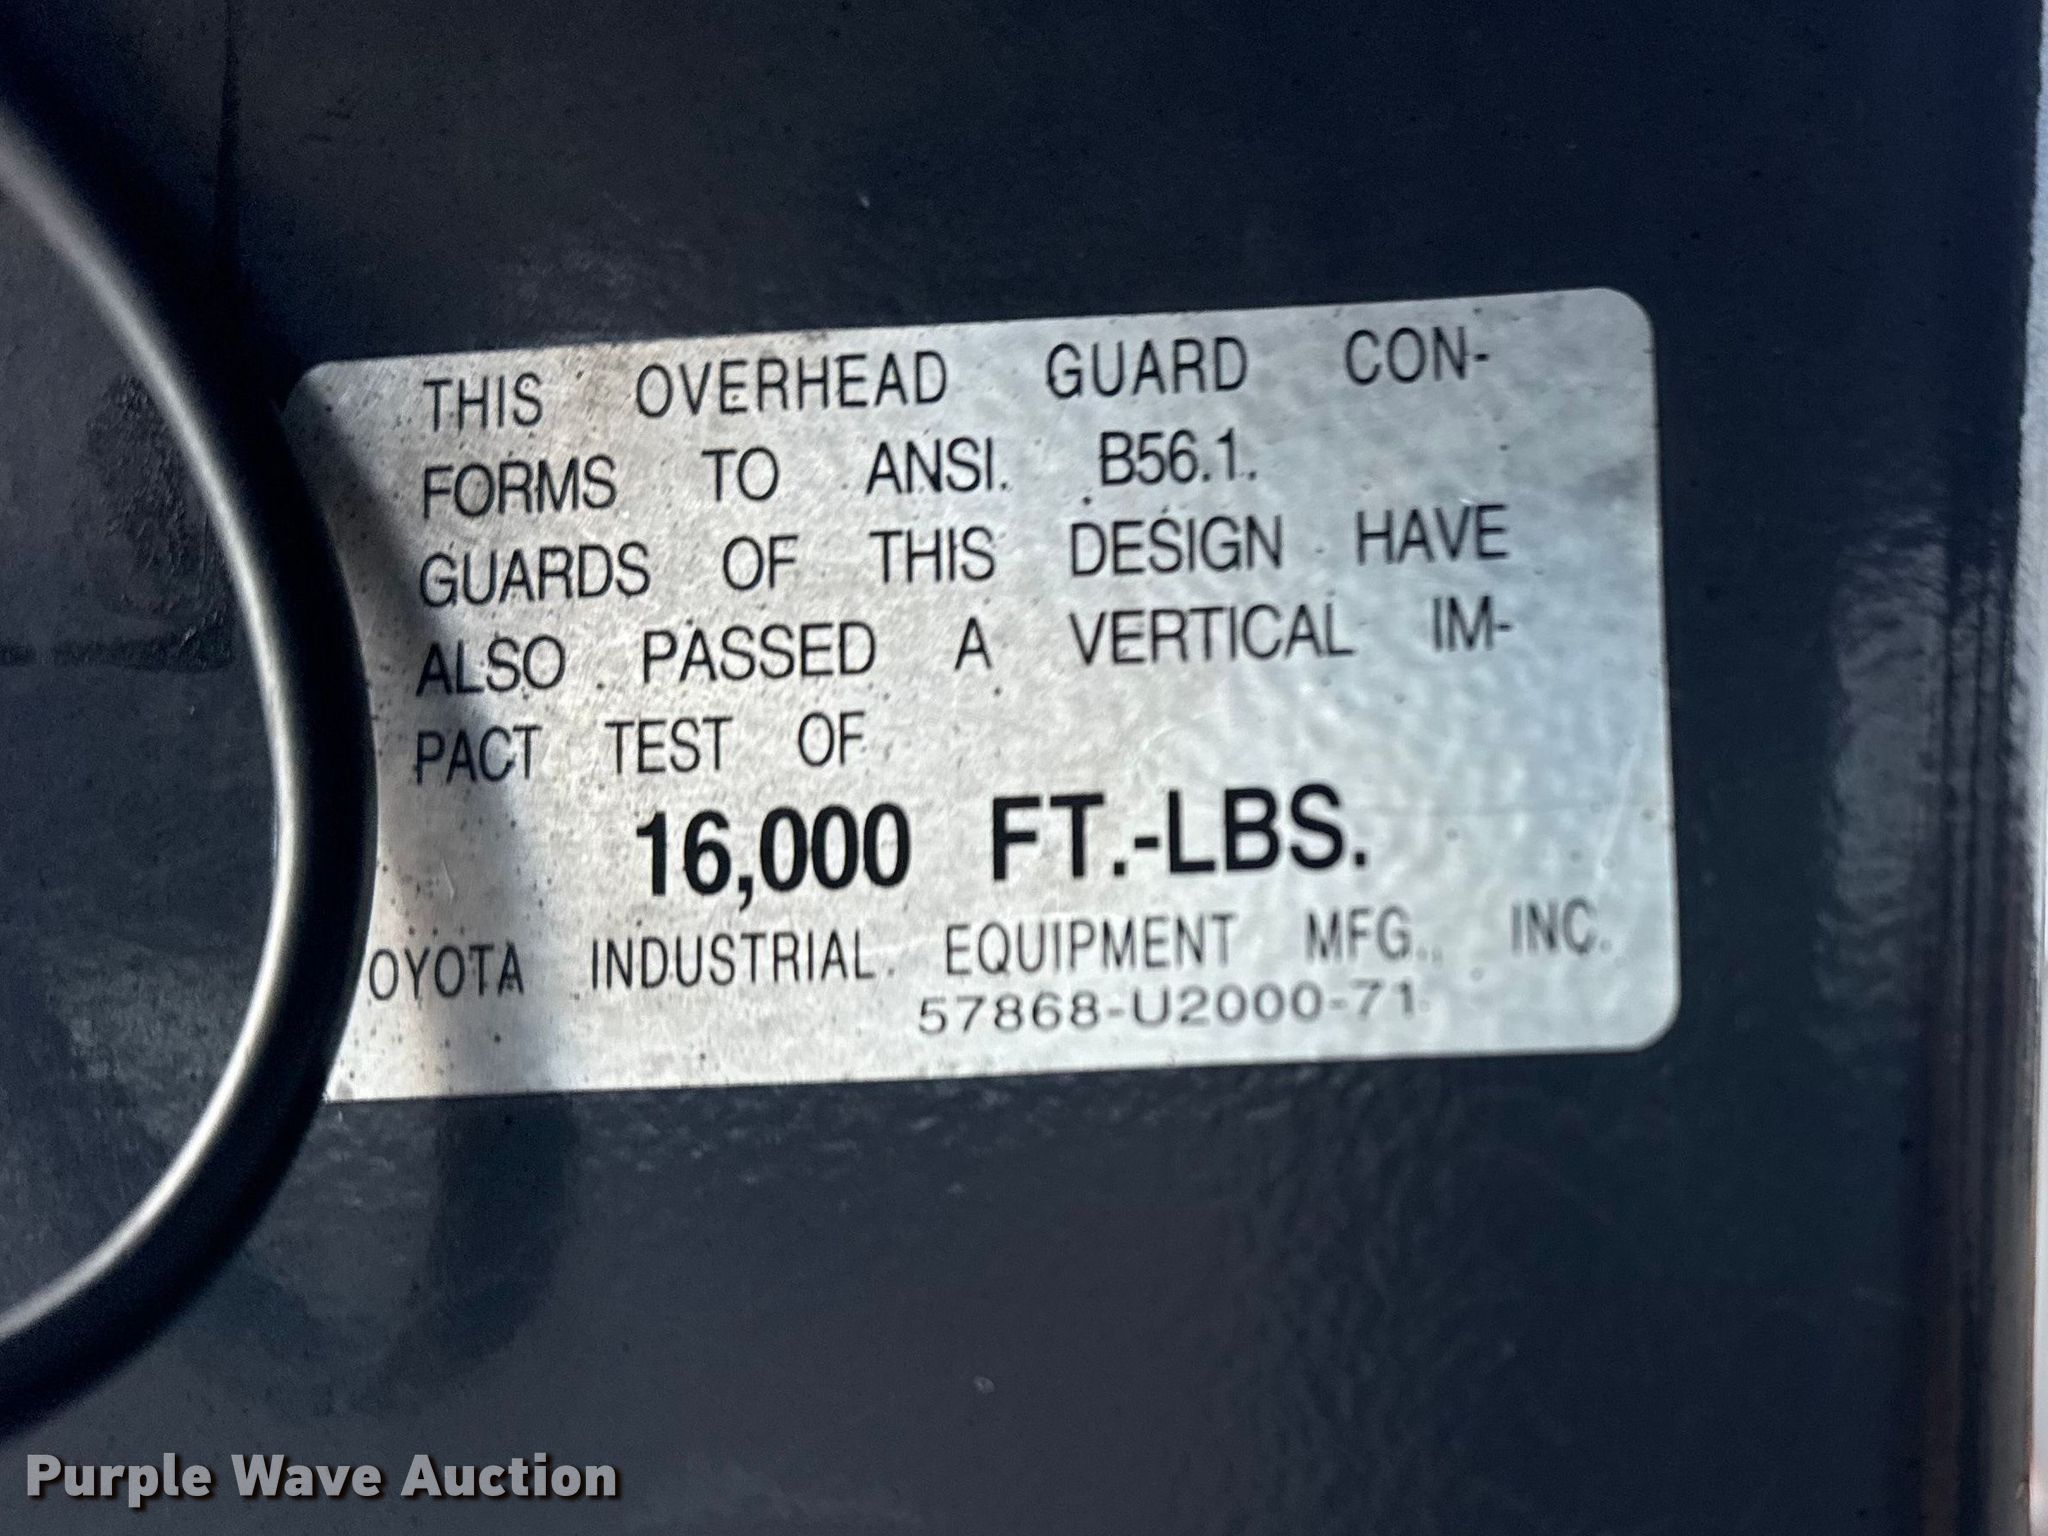 THIS OVERHEAD GUARD CON-
FORMS TO ANSI. B56.1.
GUARDS OF THIS DESIGN HAVE
ALSO PASSED A VERTICAL IM-
PACT TEST OF
16,000 FT.-LBS.
OYOTA INDUSTRIAL EQUIPMENT MFG., INC.
57868-U2000-71
Purple Wave Auction